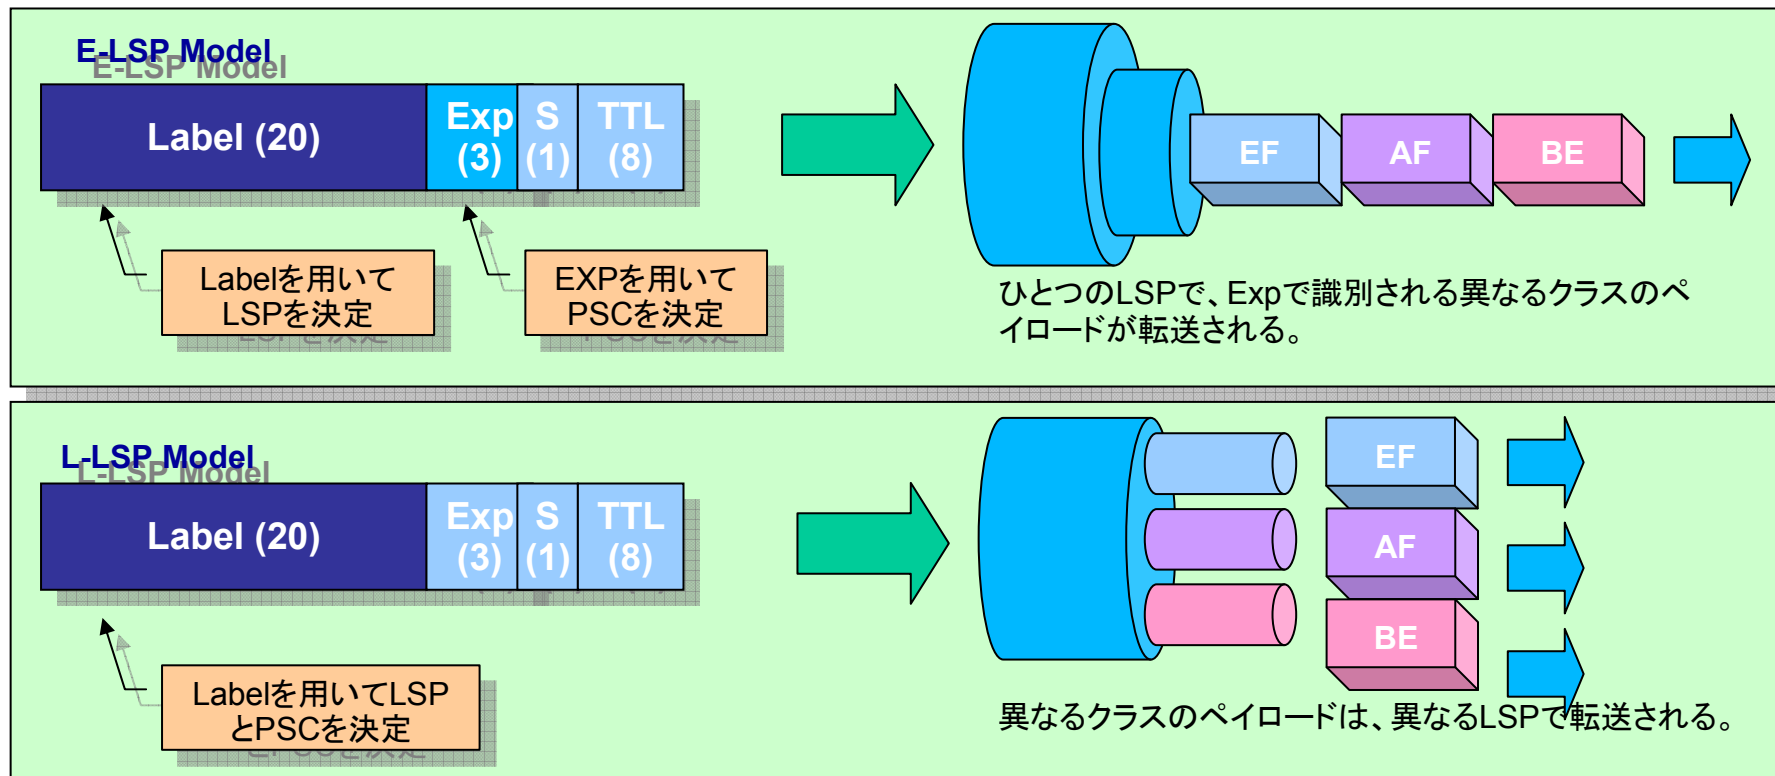 E-LSP Model
Label (20)
Exp
(3)
S
(1)
TTL
(8)
Labelを用いて
LSPを決定
EXPを用いて
PSCを決定
EF
AF
BE
ひとつのLSPで、Expで識別される異なるクラスのペ
イロードが転送される。
L-LSP Model
Label (20)
Exp
(3)
S
(1)
TTL
(8)
Labelを用いてLSP
とPSCを決定
EF
AF
BE
異なるクラスのペイロードは、異なるLSPで転送される。